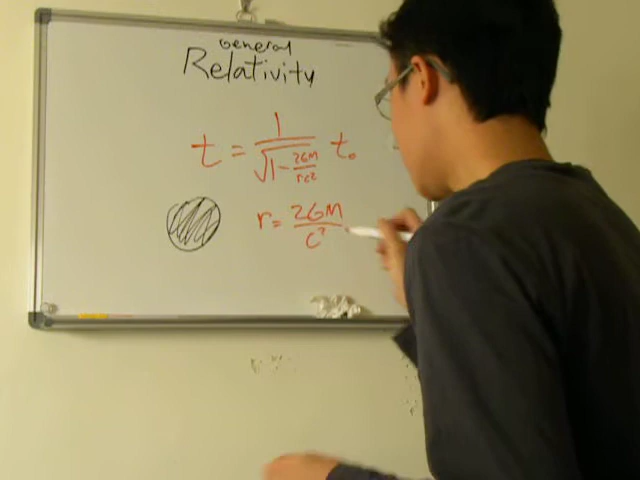 General
Relativity
t = 1/√(1-2GM/rc²) t₀
r = 2GM/c²